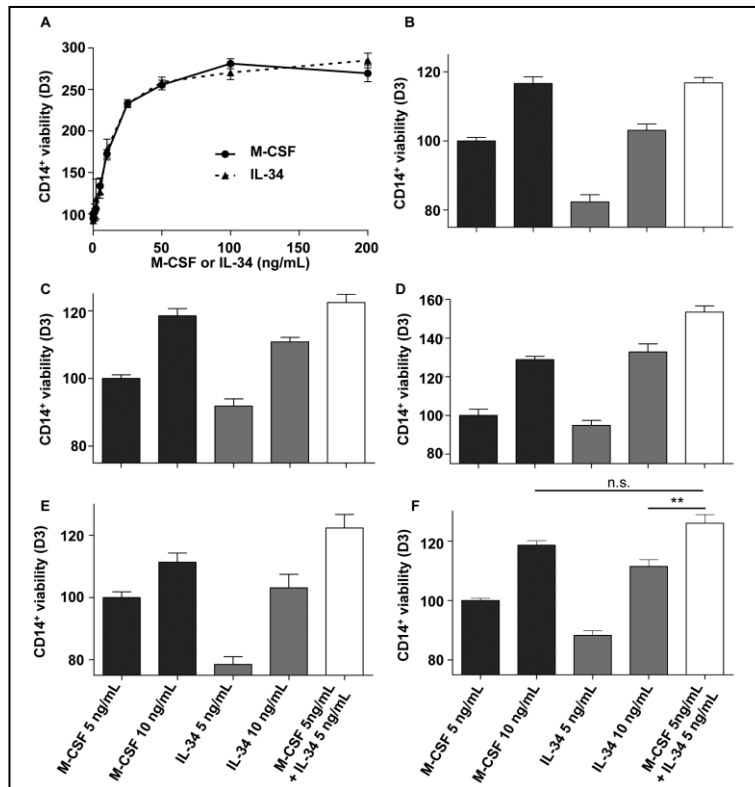 A
CD14⁺ viability (D3)
300
250
200
150
100
M-CSF
IL-34
0
50
100
150
200
M-CSF or IL-34 (ng/mL)
B
CD14⁺ viability (D3)
120
100
80
C
CD14⁺ viability (D3)
120
100
80
D
CD14⁺ viability (D3)
160
140
120
100
80
E
CD14⁺ viability (D3)
120
100
80
M-CSF 5 ng/mL
M-CSF 10 ng/mL
IL-34 5 ng/mL
IL-34 10 ng/mL
M-CSF 5ng/mL
+ IL-34 5 ng/mL
n.s.
**
F
CD14⁺ viability (D3)
120
100
80
M-CSF 5 ng/mL
M-CSF 10 ng/mL
IL-34 5 ng/mL
IL-34 10 ng/mL
M-CSF 5ng/mL
+ IL-34 5 ng/mL